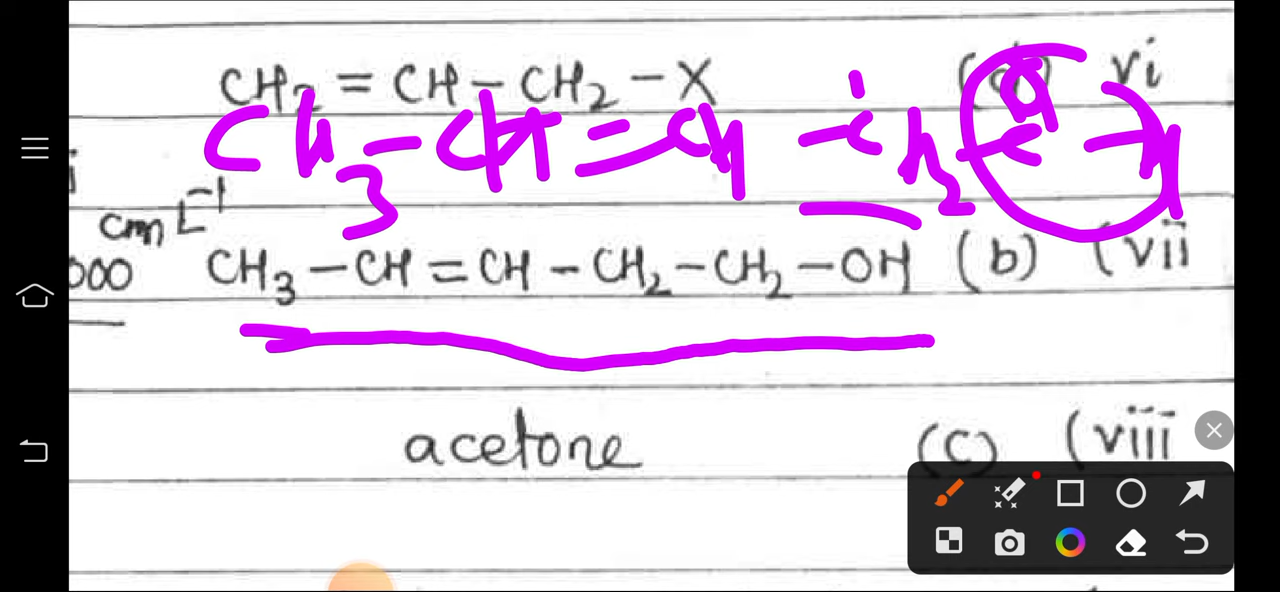 CH₂ = CH – CH₂ – X (a) vi
CH₃ – CH = CH – CH₂ – C – H
O
i
cm L⁻¹
000 CH₃ – CH = CH – CH₂ – CH₂ – OH (b) (vii
acetone (c) (viii